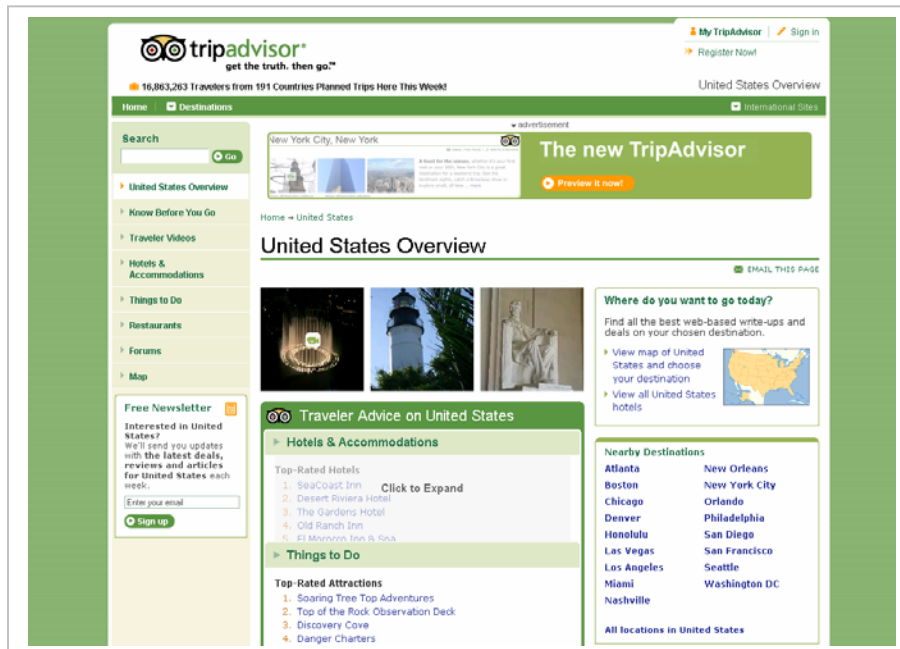 My TripAdvisor
Sign in
Register Now!
tripadvisor®
get the truth. then go.™
16,863,263 Travelers from 191 Countries Planned Trips Here This Week!
United States Overview
Home
Destinations
International Sites
advertisement
Search
Go
New York City, New York
The new TripAdvisor
Preview it now!
United States Overview
Know Before You Go
Traveler Videos
Hotels &
Accommodations
Things to Do
Restaurants
Forums
Map
Home → United States
United States Overview
EMAIL THIS PAGE
Where do you want to go today?
Find all the best web-based write-ups and
deals on your chosen destination.
View map of United
States and choose
your destination
View all United States
hotels
Free Newsletter
Interested in United
States?
We'll send you updates
with the latest deals,
reviews and articles
for United States each
week.
Enter your email
Sign up
Traveler Advice on United States
Hotels & Accommodations
Top-Rated Hotels
1. SeaCoast Inn
Click to Expand
2. Desert Riviera Hotel
3. The Gardens Hotel
4. Old Ranch Inn
5. El Morocco Inn & Spa
Things to Do
Top-Rated Attractions
1. Soaring Tree Top Adventures
2. Top of the Rock Observation Deck
3. Discovery Cove
4. Danger Charters
Nearby Destinations
Atlanta
Boston
Chicago
Denver
Honolulu
Las Vegas
Los Angeles
Miami
Nashville
New Orleans
New York City
Orlando
Philadelphia
San Diego
San Francisco
Seattle
Washington DC
All locations in United States